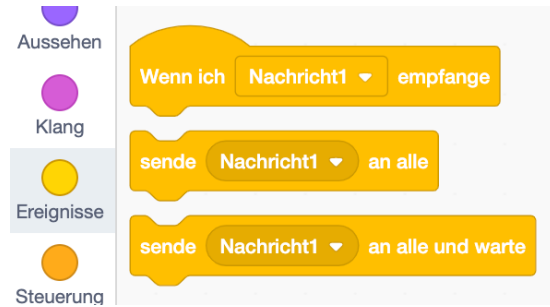 Aussehen
Klang
Ereignisse
Steuerung
Wenn ich Nachricht1 empfange
sende Nachricht1 an alle
sende Nachricht1 an alle und warte